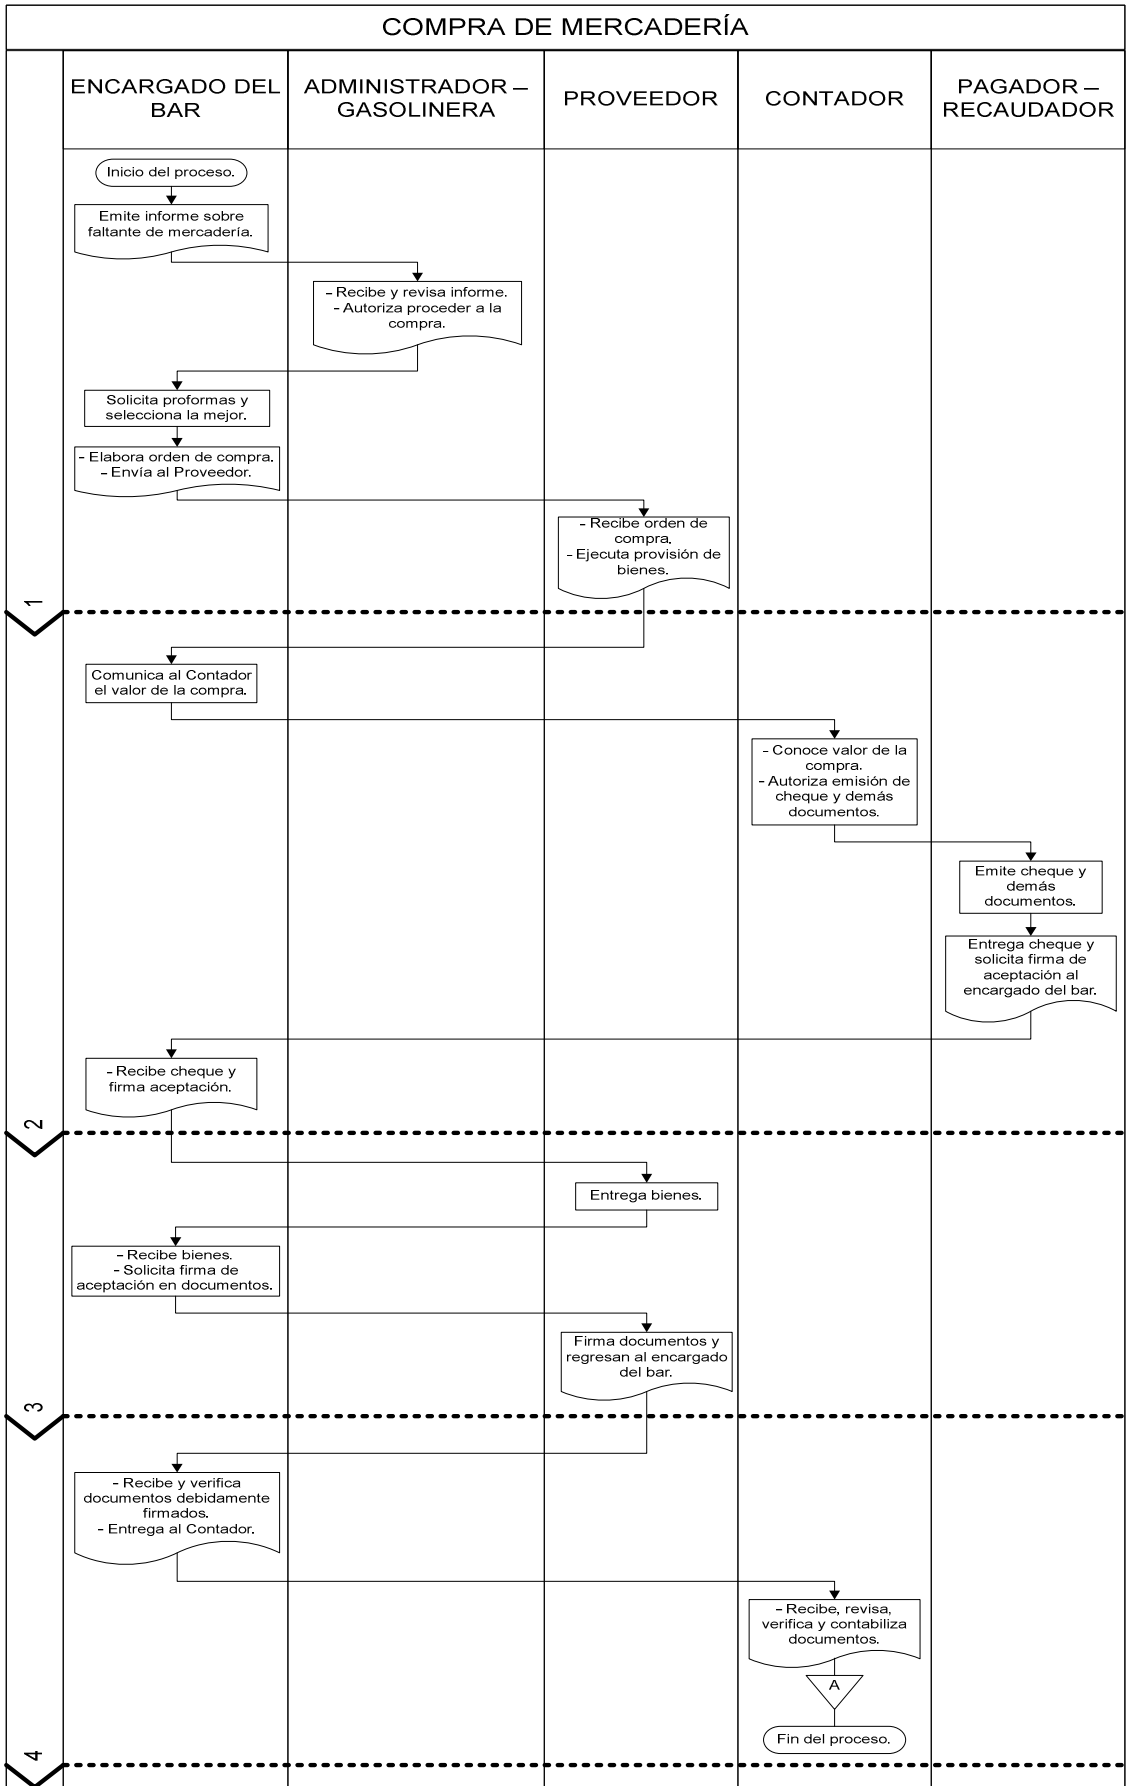 COMPRA DE MERCADERÍA
ENCARGADO DEL
BAR
ADMINISTRADOR –
GASOLINERA
PROVEEDOR
CONTADOR
PAGADOR –
RECAUDADOR
Inicio del proceso.
Emite informe sobre
faltante de mercadería.
- Recibe y revisa informe.
- Autoriza proceder a la
compra.
Solicita proformas y
selecciona la mejor.
- Elabora orden de compra.
- Envía al Proveedor.
- Recibe orden de
compra.
- Ejecuta provisión de
bienes.
1
Comunica al Contador
el valor de la compra.
- Conoce valor de la
compra.
- Autoriza emisión de
cheque y demás
documentos.
Emite cheque y
demás
documentos.
Entrega cheque y
solicita firma de
aceptación al
encargado del bar.
- Recibe cheque y
firma aceptación.
2
Entrega bienes.
- Recibe bienes.
- Solicita firma de
aceptación en documentos.
Firma documentos y
regresan al encargado
del bar.
3
- Recibe y verifica
documentos debidamente
firmados.
- Entrega al Contador.
- Recibe, revisa,
verifica y contabiliza
documentos.
A
Fin del proceso.
4